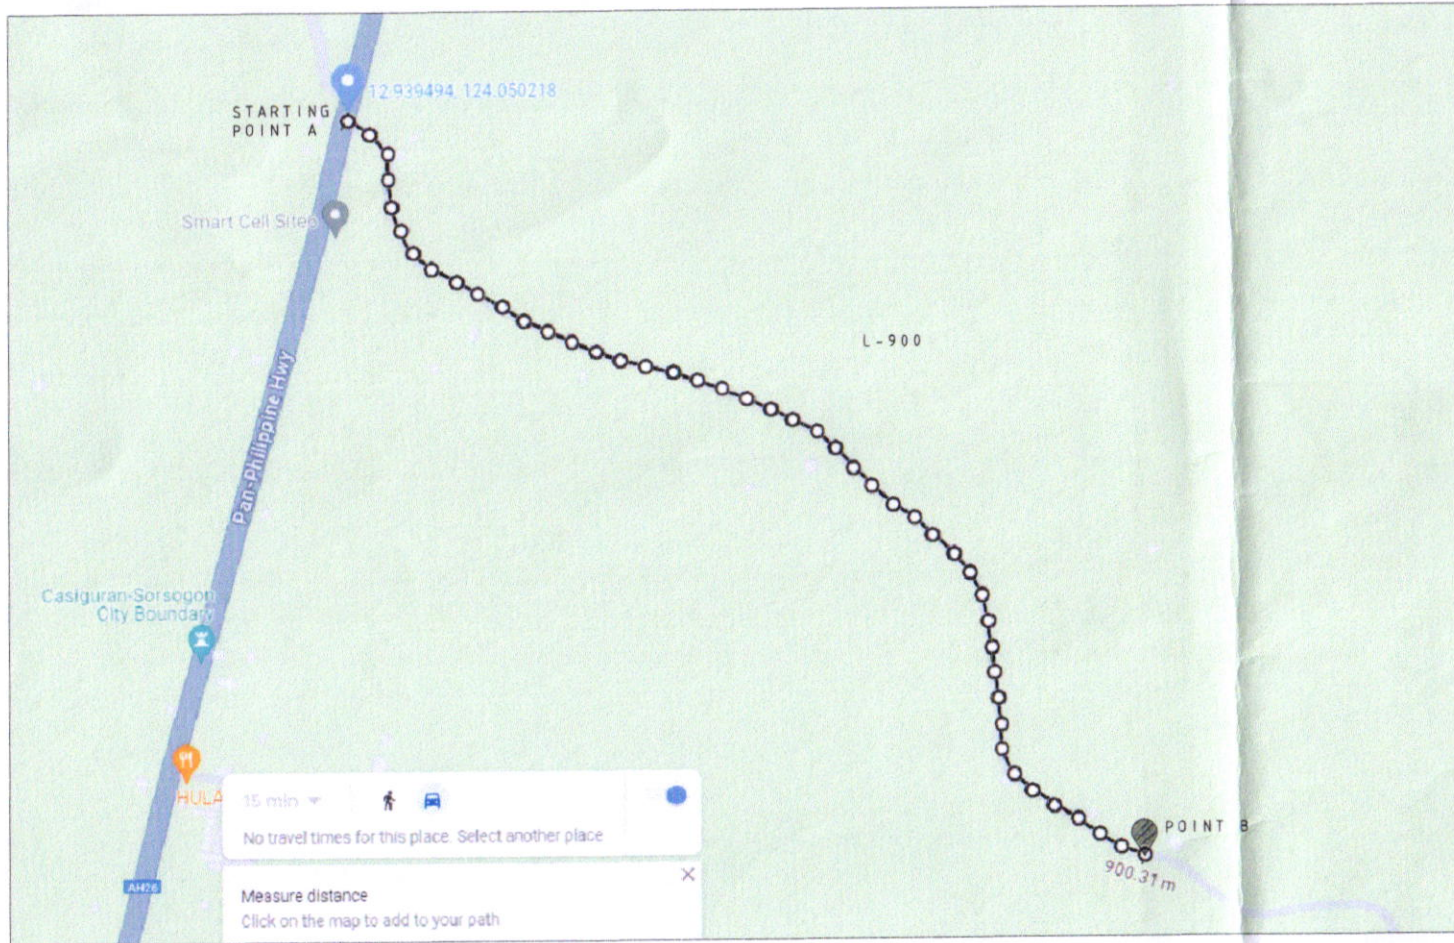 12.939494, 124.050218
STARTING
POINT A
Smart Cell Site6
L-900
Pan-Philippine Hwy
Casiguran-Sorsogon
City Boundary
HULA
15 min
No travel times for this place. Select another place
POINT B
900.31 m
AH26
Measure distance
Click on the map to add to your path